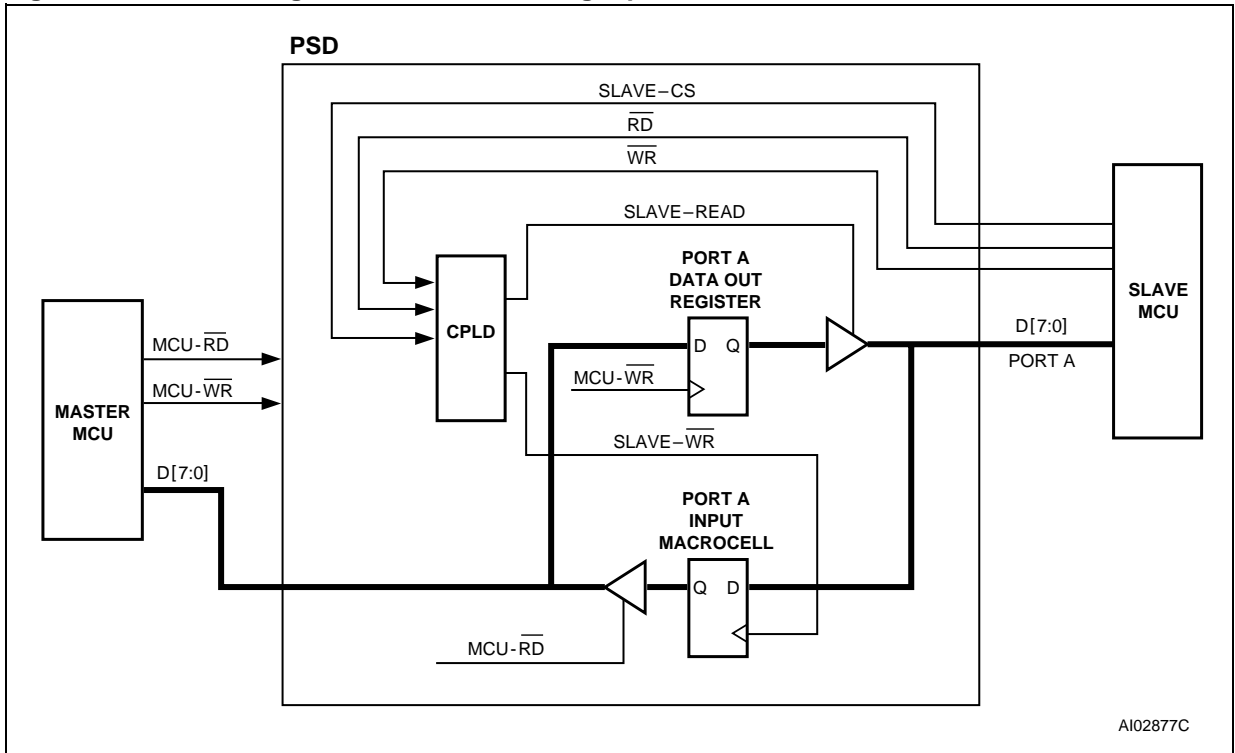 PSD
SLAVE–CS
RD
WR
SLAVE–READ
PORT A
DATA OUT
REGISTER
SLAVE
MCU
CPLD
D Q
D[7:0]
PORT A
MCU-RD
MCU-WR
MCU-WR
MASTER
MCU
SLAVE–WR
D[7:0]
PORT A
INPUT
MACROCELL
Q D
MCU-RD
AI02877C